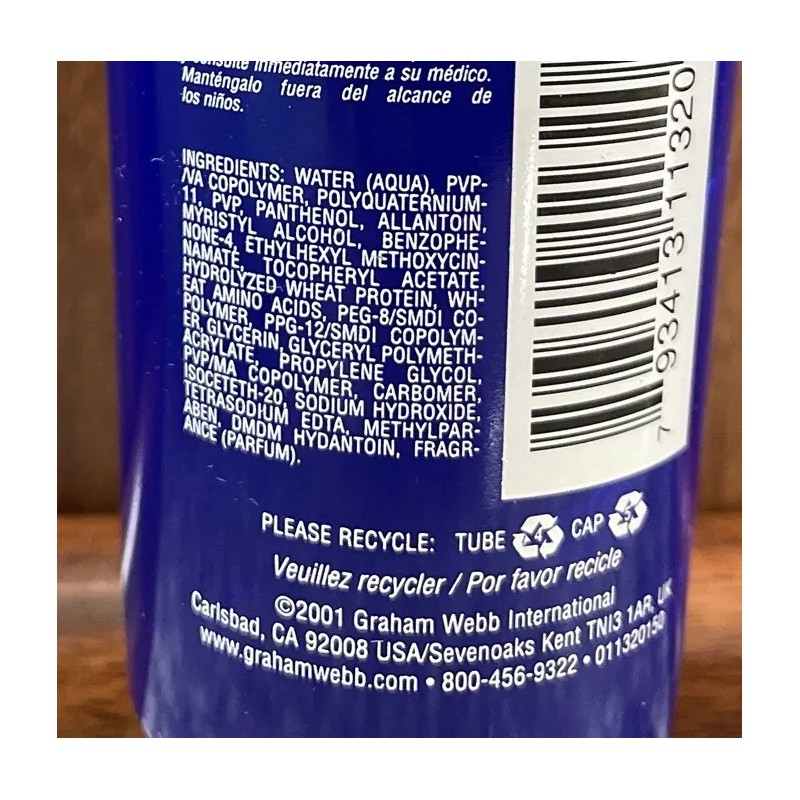 y consulte inmediatamente a su médico.
Manténgalo fuera del alcance de
los niños.
INGREDIENTS: WATER (AQUA), PVP-
/VA COPOLYMER, POLYQUATERNIUM-
11, PVP, PANTHENOL, ALLANTOIN,
MYRISTYL ALCOHOL, BENZOPHE-
NONE-4, ETHYLHEXYL METHOXYCIN-
NAMATE, TOCOPHERYL ACETATE,
HYDROLYZED WHEAT PROTEIN, WH-
EAT AMINO ACIDS, PEG-8/SMDI CO-
POLYMER, PPG-12/SMDI COPOLYM-
ER, GLYCERIN, GLYCERYL POLYMETH-
ACRYLATE, PROPYLENE GLYCOL,
PVP/MA COPOLYMER, CARBOMER,
ISOCETETH-20, SODIUM HYDROXIDE,
TETRASODIUM EDTA, METHYLPAR-
ABEN, DMDM HYDANTOIN, FRAGR-
ANCE (PARFUM).
7 93413 11320
PLEASE RECYCLE: TUBE 4 CAP 5
Veuillez recycler / Por favor recicle
©2001 Graham Webb International
Carlsbad, CA 92008 USA/Sevenoaks Kent TN13 1AR, UK
www.grahamwebb.com • 800-456-9322 • 011320150